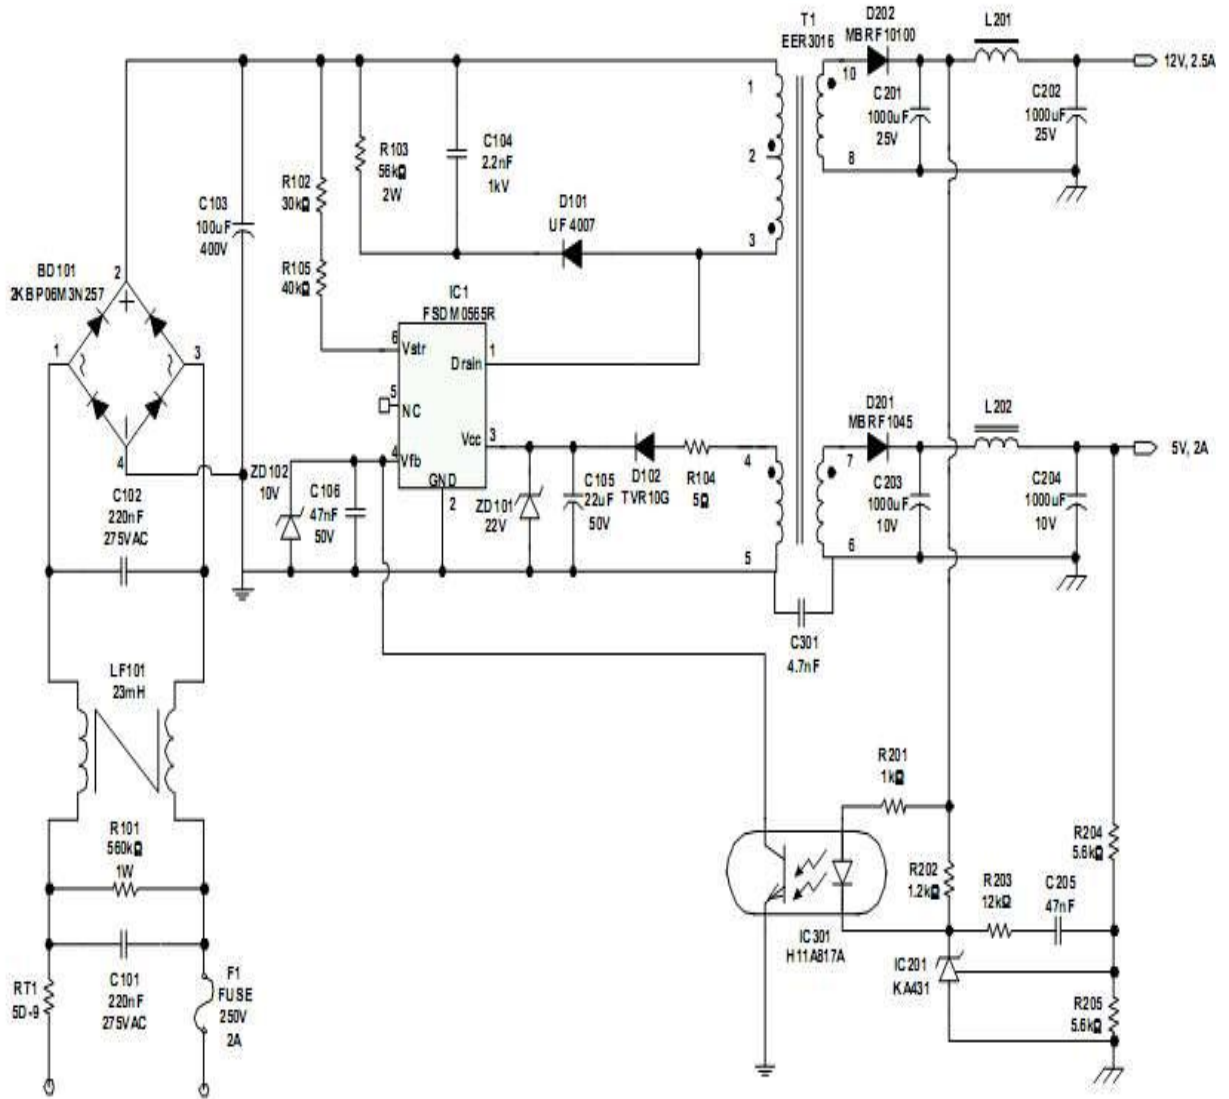 T1
EER3016
D202
MBRF10100
L201
12V, 2.5A
1
10
C201
1000uF
25V
C202
1000uF
25V
R103
56kΩ
2W
C104
2.2nF
1kV
2
8
R102
30kΩ
C103
100uF
400V
D101
UF4007
3
BD101
2KBP06M3N257
2
R105
40kΩ
IC1
FSDM0565R
1
3
6
Vstr
Drain
1
5
NC
D201
MBRF1045
L202
5V, 2A
Vcc
3
4
Vfb
4
7
ZD102
10V
C106
47nF
50V
GND
2
ZD101
22V
C105
22uF
50V
D102
TVR10G
R104
5Ω
C203
1000uF
10V
C204
1000uF
10V
4
C102
220nF
275VAC
5
6
C301
4.7nF
LF101
23mH
R201
1kΩ
R101
560kΩ
1W
R204
5.6kΩ
R202
1.2kΩ
R203
12kΩ
C205
47nF
IC301
H11A817A
IC201
KA431
RT1
5D-9
C101
220nF
275VAC
F1
FUSE
250V
2A
R205
5.6kΩ